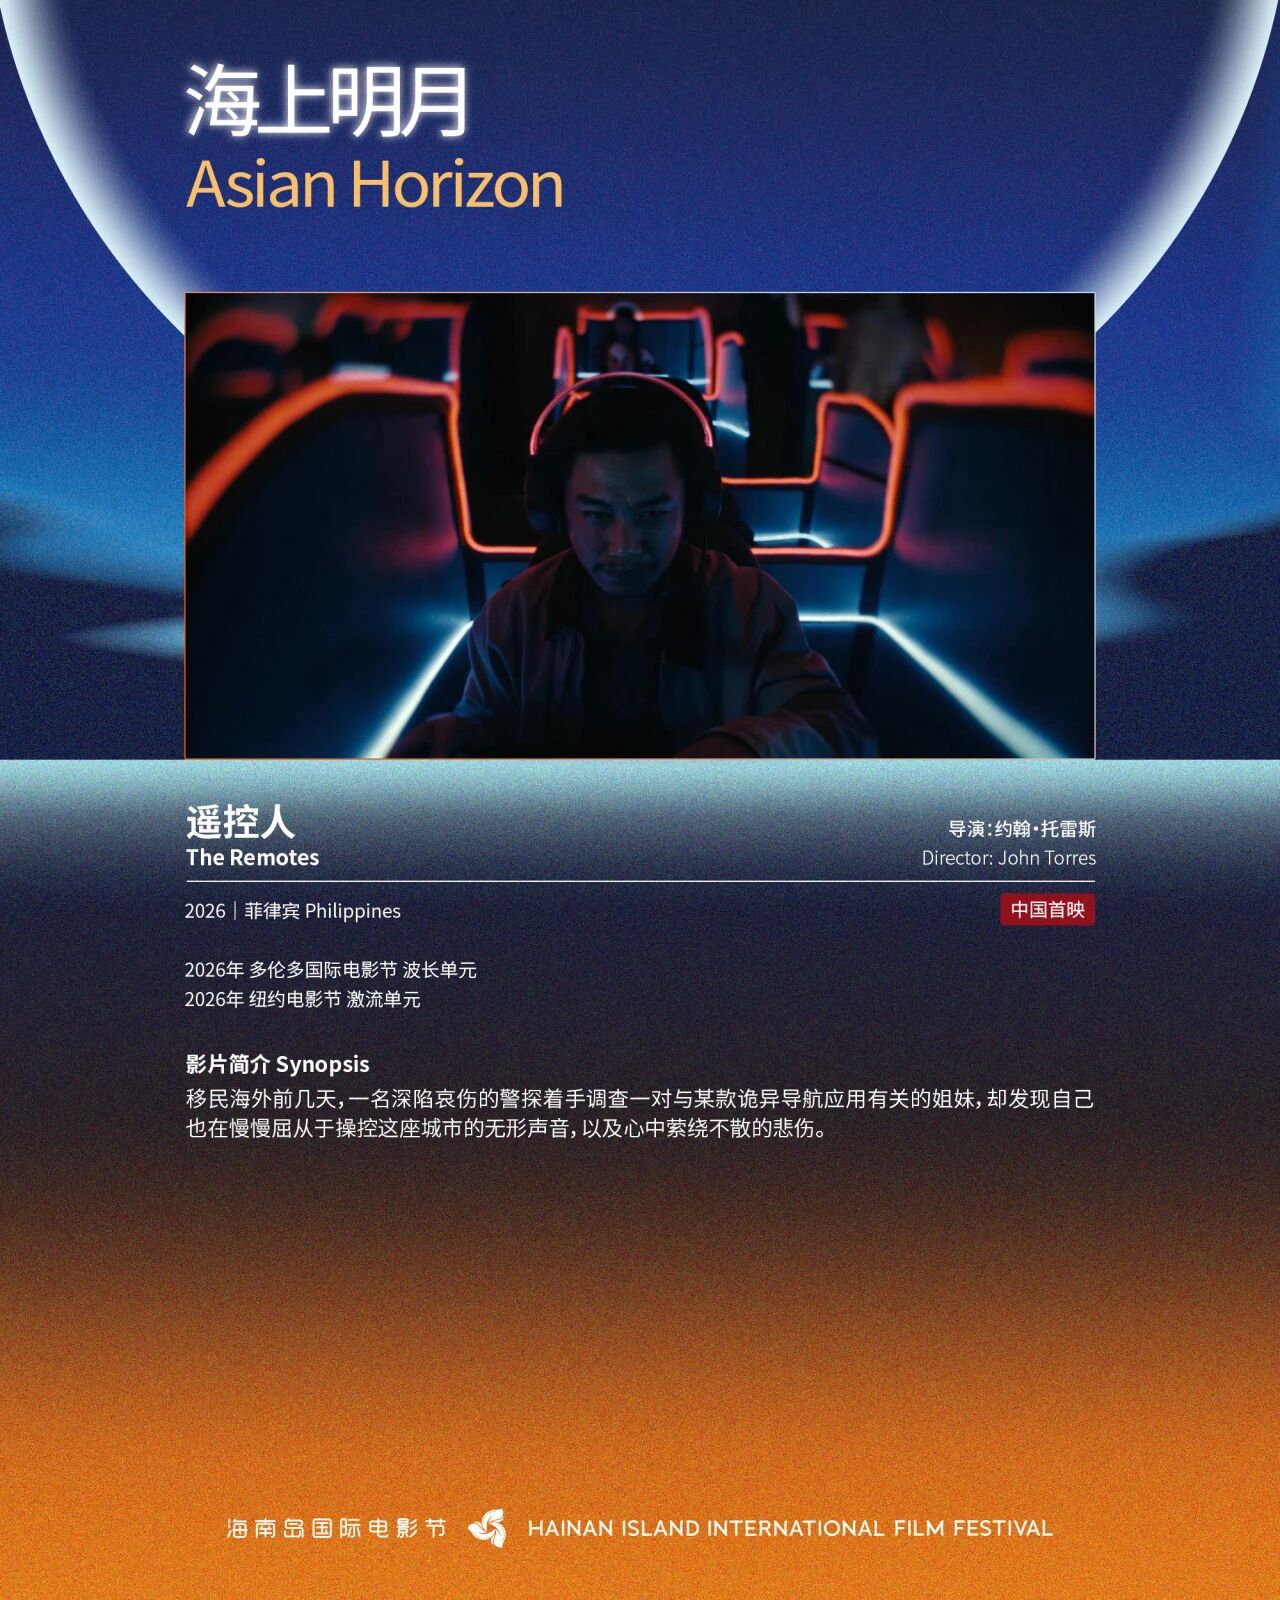 海上明月
Asian Horizon
遥控人
The Remotes
导演:约翰·托雷斯
Director: John Torres
2026｜菲律宾 Philippines
中国首映
2026年 多伦多国际电影节 波长单元
2026年 纽约电影节 激流单元
影片简介 Synopsis
移民海外前几天,一名深陷哀伤的警探着手调查一对与某款诡异导航应用有关的姐妹,却发现自己
也在慢慢屈从于操控这座城市的无形声音,以及心中萦绕不散的悲伤。
海南岛国际电影节 HAINAN ISLAND INTERNATIONAL FILM FESTIVAL